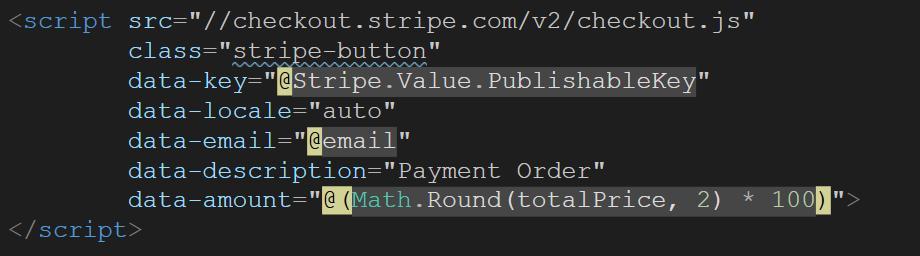 <script src="//checkout.stripe.com/v2/checkout.js"
class="stripe-button"
data-key="@Stripe.Value.PublishableKey"
data-locale="auto"
data-email="@email"
data-description="Payment Order"
data-amount="@(Math.Round(totalPrice, 2) * 100)">
</script>